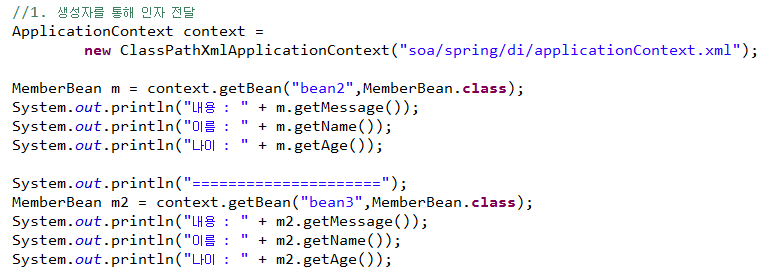 //1. 생성자를 통해 인자 전달
ApplicationContext context =
new ClassPathXmlApplicationContext("soa/spring/di/applicationContext.xml");
MemberBean m = context.getBean("bean2",MemberBean.class);
System.out.println("내용 : " + m.getMessage());
System.out.println("이름 : " + m.getName());
System.out.println("나이 : " + m.getAge());
System.out.println("=====================");
MemberBean m2 = context.getBean("bean3",MemberBean.class);
System.out.println("내용 : " + m2.getMessage());
System.out.println("이름 : " + m2.getName());
System.out.println("나이 : " + m2.getAge());